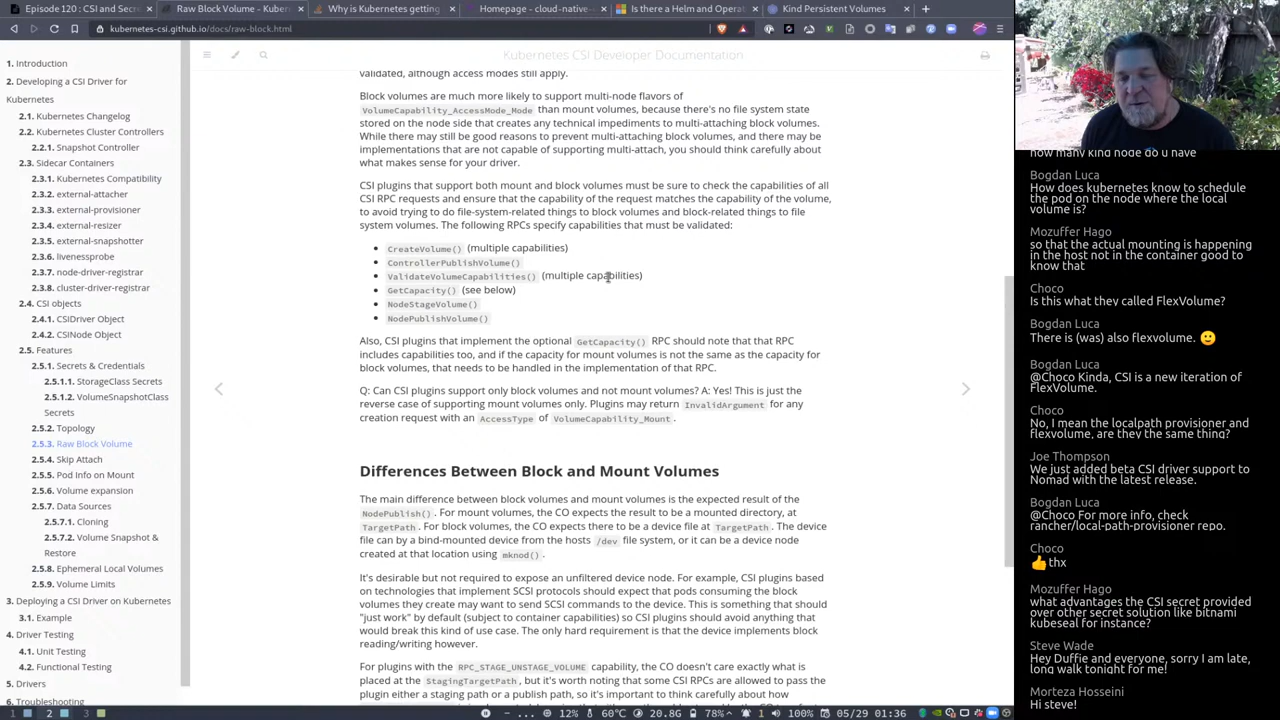 Episode 120 : CSI and Secre
Raw Block Volume - Kubern
Why is Kubernetes getting
Homepage - cloud-native-
Is there a Helm and Operat
Kind Persistent Volumes
kubernetes-csi.github.io/docs/raw-block.html
1. Introduction
2. Developing a CSI Driver for
Kubernetes
2.1. Kubernetes Changelog
2.2. Kubernetes Cluster Controllers
2.2.1. Snapshot Controller
2.3. Sidecar Containers
2.3.1. Kubernetes Compatibility
2.3.2. external-attacher
2.3.3. external-provisioner
2.3.4. external-resizer
2.3.5. external-snapshotter
2.3.6. livenessprobe
2.3.7. node-driver-registrar
2.3.8. cluster-driver-registrar
2.4. CSI objects
2.4.1. CSIDriver Object
2.4.2. CSINode Object
2.5. Features
2.5.1. Secrets & Credentials
2.5.1.1. StorageClass Secrets
2.5.1.2. VolumeSnapshotClass
Secrets
2.5.2. Topology
2.5.3. Raw Block Volume
2.5.4. Skip Attach
2.5.5. Pod Info on Mount
2.5.6. Volume expansion
2.5.7. Data Sources
2.5.7.1. Cloning
2.5.7.2. Volume Snapshot &
Restore
2.5.8. Ephemeral Local Volumes
2.5.9. Volume Limits
3. Deploying a CSI Driver on Kubernetes
3.1. Example
4. Driver Testing
4.1. Unit Testing
4.2. Functional Testing
5. Drivers
6. Troubleshooting
Kubernetes CSI Developer Documentation
validated, although access modes still apply.
Block volumes are much more likely to support multi-node flavors of
VolumeCapability_AccessMode_Mode than mount volumes, because there's no file system state
stored on the node side that creates any technical impediments to multi-attaching block volumes.
While there may still be good reasons to prevent multi-attaching block volumes, and there may be
implementations that are not capable of supporting multi-attach, you should think carefully about
what makes sense for your driver.
CSI plugins that support both mount and block volumes must be sure to check the capabilities of all
CSI RPC requests and ensure that the capability of the request matches the capability of the volume,
to avoid trying to do file-system-related things to block volumes and block-related things to file
system volumes. The following RPCs specify capabilities that must be validated:
• CreateVolume() (multiple capabilities)
• ControllerPublishVolume()
• ValidateVolumeCapabilities() (multiple capabilities)
• GetCapacity() (see below)
• NodeStageVolume()
• NodePublishVolume()
Also, CSI plugins that implement the optional GetCapacity() RPC should note that that RPC
includes capabilities too, and if the capacity for mount volumes is not the same as the capacity for
block volumes, that needs to be handled in the implementation of that RPC.
Q: Can CSI plugins support only block volumes and not mount volumes? A: Yes! This is just the
reverse case of supporting mount volumes only. Plugins may return InvalidArgument for any
creation request with an AccessType of VolumeCapability_Mount .
Differences Between Block and Mount Volumes
The main difference between block volumes and mount volumes is the expected result of the
NodePublish() . For mount volumes, the CO expects the result to be a mounted directory, at
TargetPath . For block volumes, the CO expects there to be a device file at TargetPath . The device
file can by a bind-mounted device from the hosts /dev file system, or it can be a device node
created at that location using mknod() .
It's desirable but not required to expose an unfiltered device node. For example, CSI plugins based
on technologies that implement SCSI protocols should expect that pods consuming the block
volumes they create may want to send SCSI commands to the device. This is something that should
"just work" by default (subject to container capabilities) so CSI plugins should avoid anything that
would break this kind of use case. The only hard requirement is that the device implements block
reading/writing however.
For plugins with the RPC_STAGE_UNSTAGE_VOLUME capability, the CO doesn't care exactly what is
placed at the StagingTargetPath , but it's worth noting that some CSI RPCs are allowed to pass the
plugin either a staging path or a publish path, so it's important to think carefully about how
how many kind node do u have
Bogdan Luca
How does kubernetes know to schedule
the pod on the node where the local
volume is?
Mozuffer Hago
so that the actual mounting is happening
in the host not in the container good to
know that
Choco
Is this what they called FlexVolume?
Bogdan Luca
There is (was) also flexvolume. 🙂
Bogdan Luca
@Choco Kinda, CSI is a new iteration of
FlexVolume.
Choco
No, I mean the localpath provisioner and
flexvolume, are they the same thing?
Joe Thompson
We just added beta CSI driver support to
Nomad with the latest release.
Bogdan Luca
@Choco For more info, check
rancher/local-path-provisioner repo.
Choco
👍thx
Mozuffer Hago
what advantages the CSI secret provided
over other secret solution like bitnami
kubeseal for instance?
Steve Wade
Hey Duffie and everyone, sorry I am late,
long walk tonight for me!
Morteza Hosseini
Hi steve!
1 2 3
12% 60℃ 20.8G 78% 1 100% 05/29 01:36